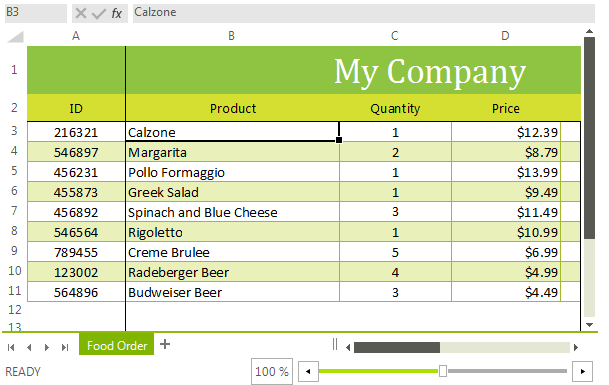 B3 fx Calzone
A B C D
1 My Company
2 ID Product Quantity Price
3 216321 Calzone 1 $12.39
4 546897 Margarita 2 $8.79
5 456231 Pollo Formaggio 1 $13.99
6 455873 Greek Salad 1 $9.49
7 456892 Spinach and Blue Cheese 3 $11.49
8 546564 Rigoletto 1 $10.99
9 789455 Creme Brulee 5 $6.99
10 123002 Radeberger Beer 4 $4.99
11 564896 Budweiser Beer 3 $4.49
12
13
Food Order +
READY 100 %